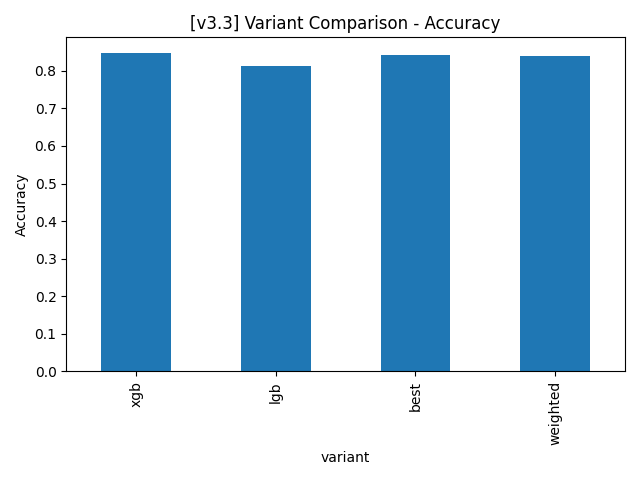 [v3.3] Variant Comparison - Accuracy
Accuracy
0.8
0.7
0.6
0.5
0.4
0.3
0.2
0.1
0.0
xgb
lgb
best
weighted
variant